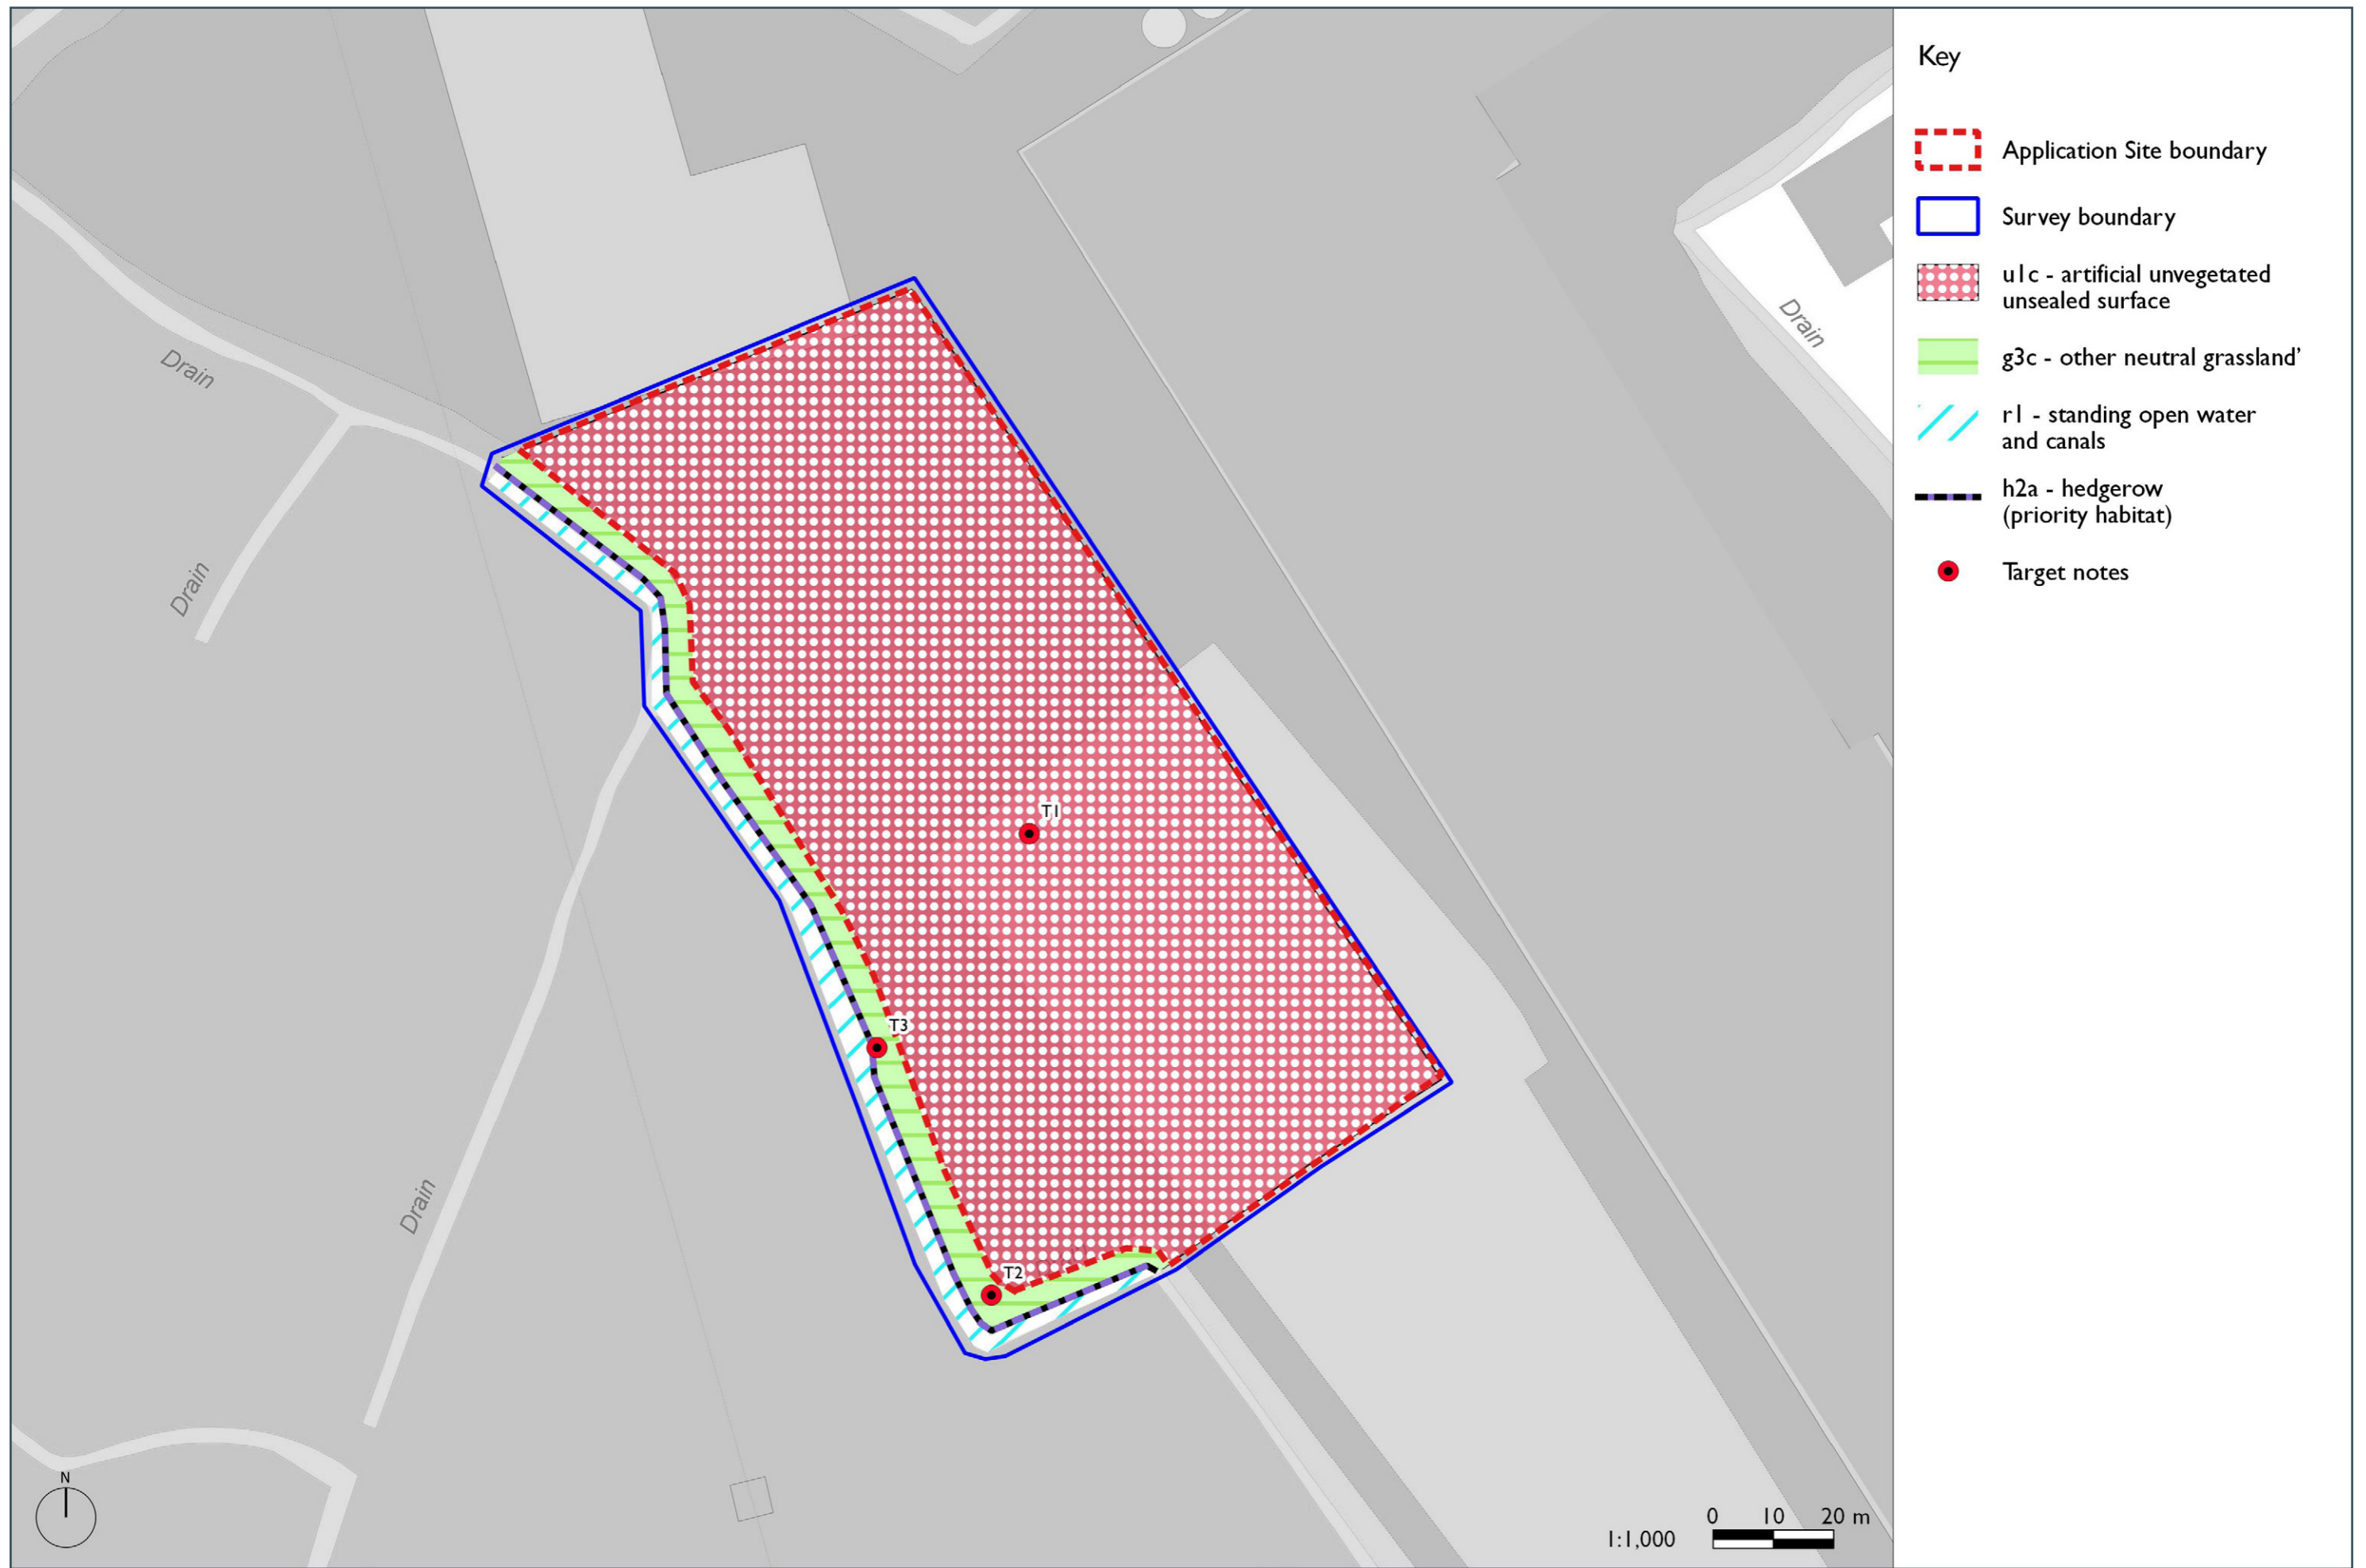 Key
Application Site boundary
Survey boundary
u1c - artificial unvegetated
unsealed surface
g3c - other neutral grassland’
r1 - standing open water
and canals
h2a - hedgerow
(priority habitat)
Target notes
Drain
Drain
Drain
Drain
T1
T3
T2
N
0 10 20 m
1:1,000